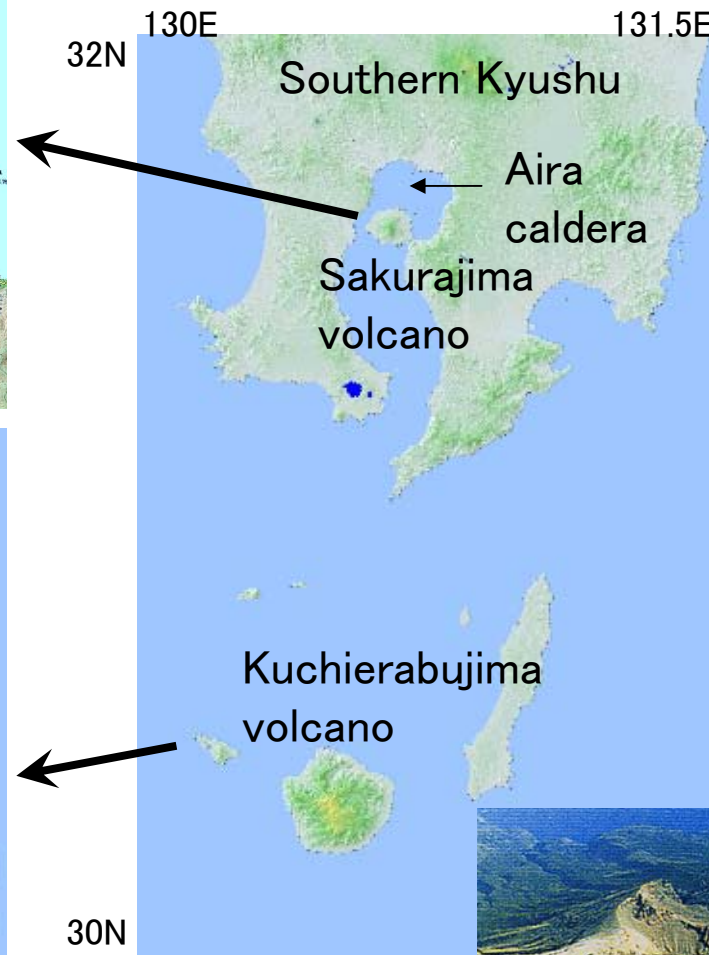 130E
131.5E
32N
Southern Kyushu
Aira
caldera
Sakurajima
volcano
Kuchierabujima
volcano
30N